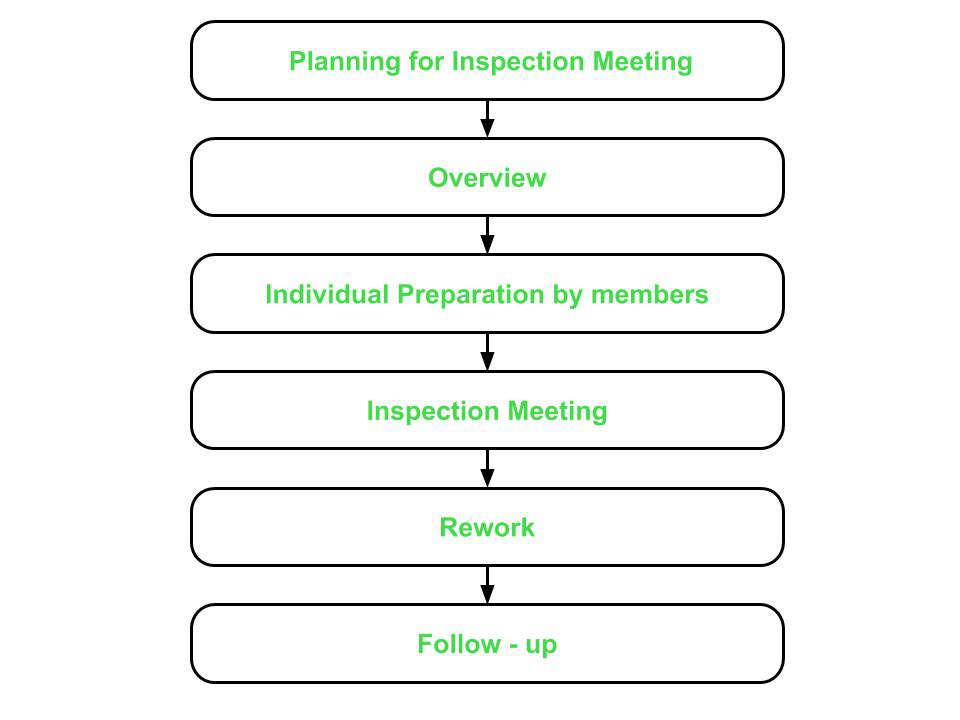 Planning for Inspection Meeting
Overview
Individual Preparation by members
Inspection Meeting
Rework
Follow - up